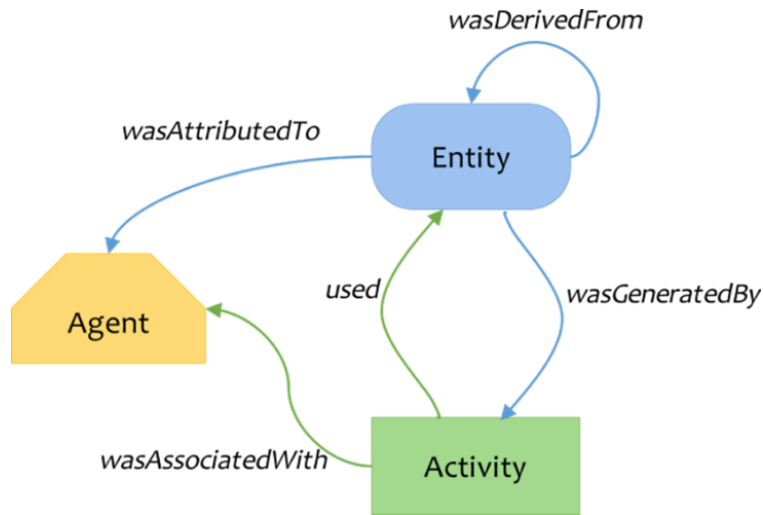 wasDerivedFrom
wasAttributedTo
Entity
used
wasGeneratedBy
Agent
wasAssociatedWith
Activity